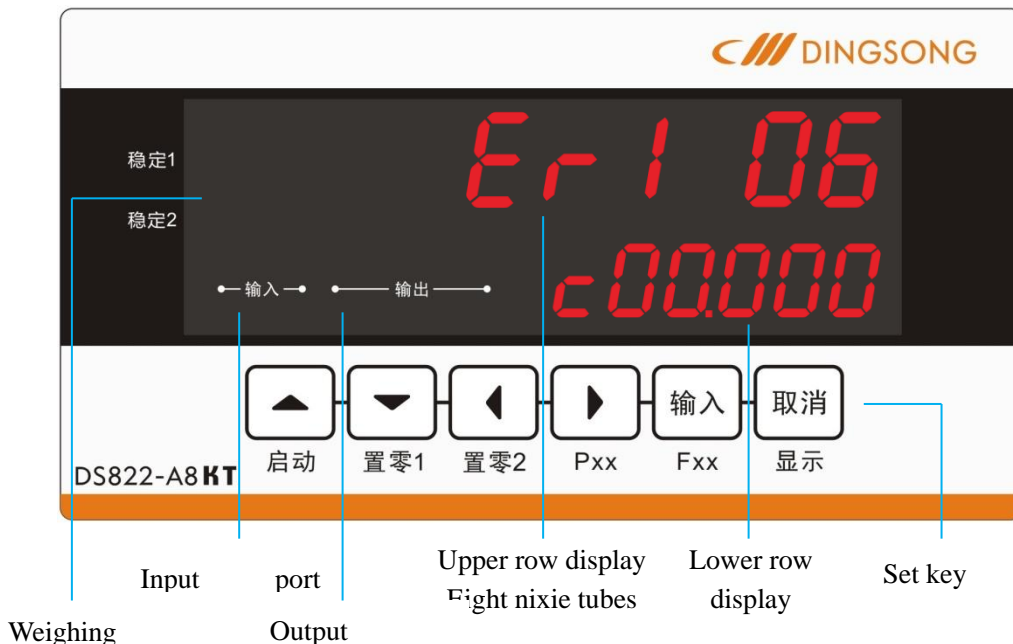 DINGSONG
稳定1
Er1 06
稳定2
输入 输出
c00.000
输入 取消
启动 置零1 置零2 Pxx Fxx 显示
DS822-A8KT
Upper row display
Lower row
Input port
Set key
Eight nixie tubes
display
Weighing
Output